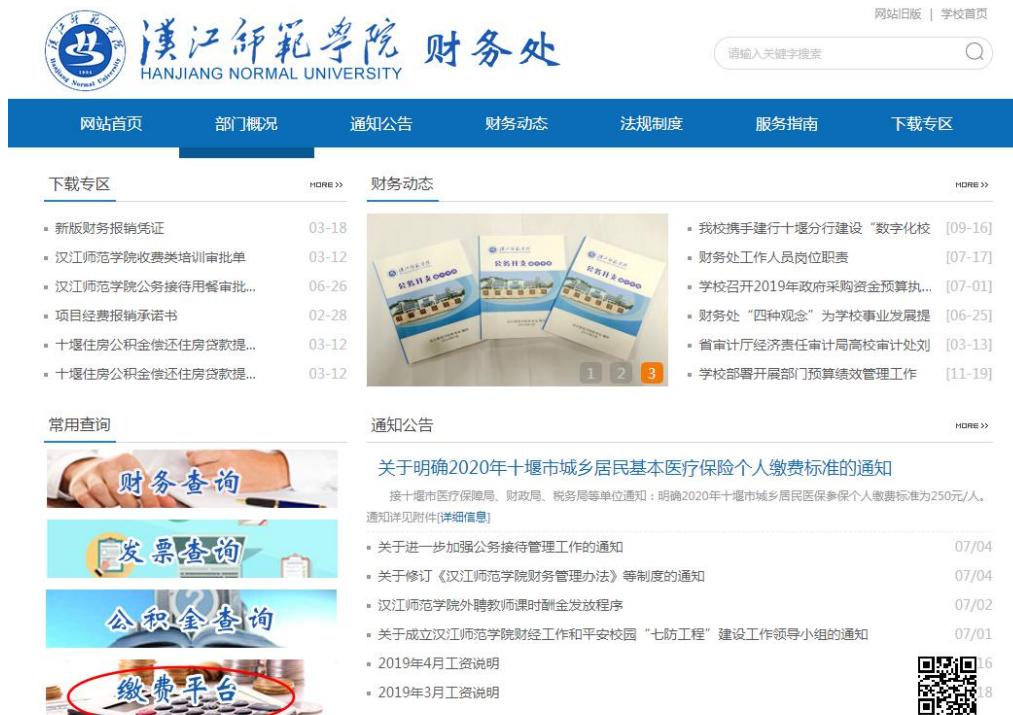 网站旧版 | 学校首页
漢江师范学院 财务处
HANJIANG NORMAL UNIVERSITY
Hanjiang Normal University
1904
请输入关键字搜索
网站首页 部门概况 通知公告 财务动态 法规制度 服务指南 下载专区
下载专区 MORE >>
新版财务报销凭证 03-18
汉江师范学院收费类培训审批单 03-12
汉江师范学院公务接待用餐审批... 06-26
项目经费报销承诺书 02-28
十堰住房公积金偿还住房贷款提... 03-12
十堰住房公积金偿还住房贷款提... 03-12
财务动态 MORE >>
公务开支
公务开支
公务开支
1 2 3
我校携手建行十堰分行建设“数字化校 [09-16]
财务处工作人员岗位职责 [07-17]
学校召开2019年政府采购资金预算执... [07-01]
财务处“四种观念”为学校事业发展提 [06-25]
省审计厅经济责任审计局高校审计处刘 [03-13]
学校部署开展部门预算绩效管理工作 [11-19]
常用查询
财务查询
发票查询
公积金查询
缴费平台
通知公告 MORE >>
关于明确2020年十堰市城乡居民基本医疗保险个人缴费标准的通知
接十堰市医疗保障局、财政局、税务局等单位通知：明确2020年十堰市城乡居民医保参保个人缴费标准为250元/人。
通知详见附件[详细信息]
关于进一步加强公务接待管理工作的通知 07/04
关于修订《汉江师范学院财务管理办法》等制度的通知 07/04
汉江师范学院外聘教师课时酬金发放程序 07/02
关于成立汉江师范学院财经工作和平安校园“七防工程”建设工作领导小组的通知 07/01
2019年4月工资说明 16
2019年3月工资说明 18